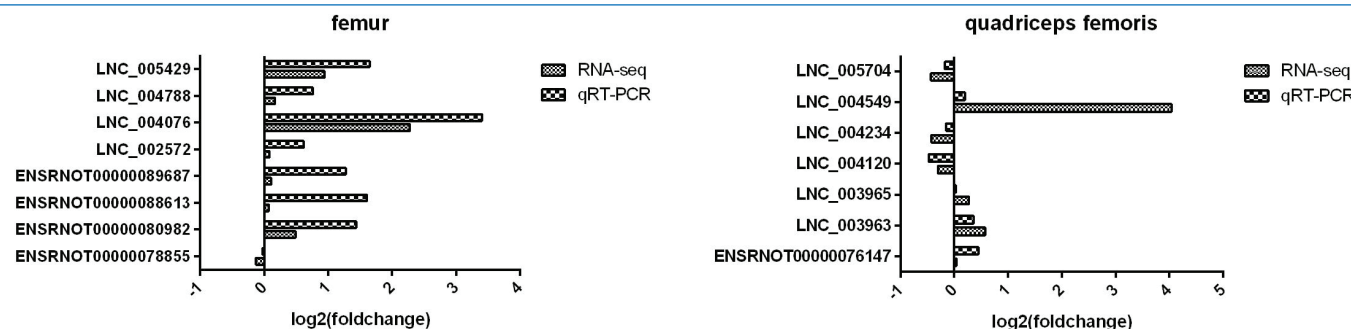 femur
LNC_005429
LNC_004788
LNC_004076
LNC_002572
ENSRNOT00000089687
ENSRNOT00000088613
ENSRNOT00000080982
ENSRNOT00000078855
-1
0
1
2
3
4
log2(foldchange)
RNA-seq
qRT-PCR
quadriceps femoris
LNC_005704
LNC_004549
LNC_004234
LNC_004120
LNC_003965
LNC_003963
ENSRNOT00000076147
-1
0
1
2
3
4
5
log2(foldchange)
RNA-seq
qRT-PCR